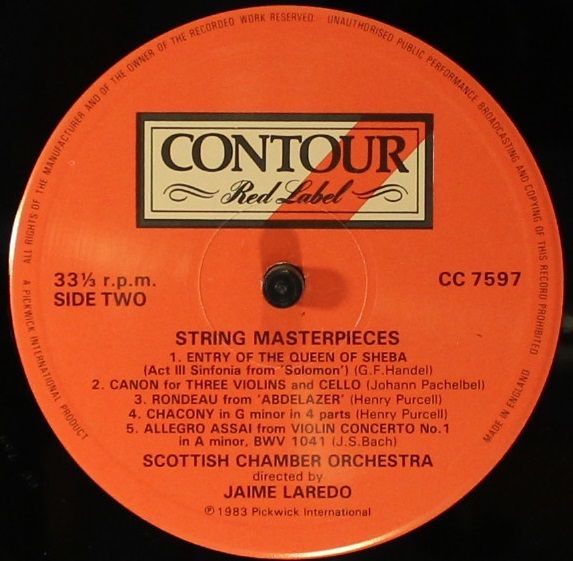 ALL RIGHTS OF THE MANUFACTURER AND OF THE OWNER OF THE RECORDED WORK RESERVED. UNAUTHORISED PUBLIC PERFORMANCE BROADCASTING AND COPYING OF THIS RECORD PROHIBITED
CONTOUR
Red Label
33⅓ r.p.m.
SIDE TWO
CC 7597
STRING MASTERPIECES
1. ENTRY OF THE QUEEN OF SHEBA
(Act III Sinfonia from 'Solomon') (G.F.Handel)
2. CANON for THREE VIOLINS and CELLO (Johann Pachelbel)
3. RONDEAU from 'ABDELAZER' (Henry Purcell)
4. CHACONY in G minor in 4 parts (Henry Purcell)
5. ALLEGRO ASSAI from VIOLIN CONCERTO No.1
in A minor, BWV 1041 (J.S.Bach)
SCOTTISH CHAMBER ORCHESTRA
directed by
JAIME LAREDO
℗ 1983 Pickwick International
A PICKWICK INTERNATIONAL PRODUCT
MADE IN ENGLAND